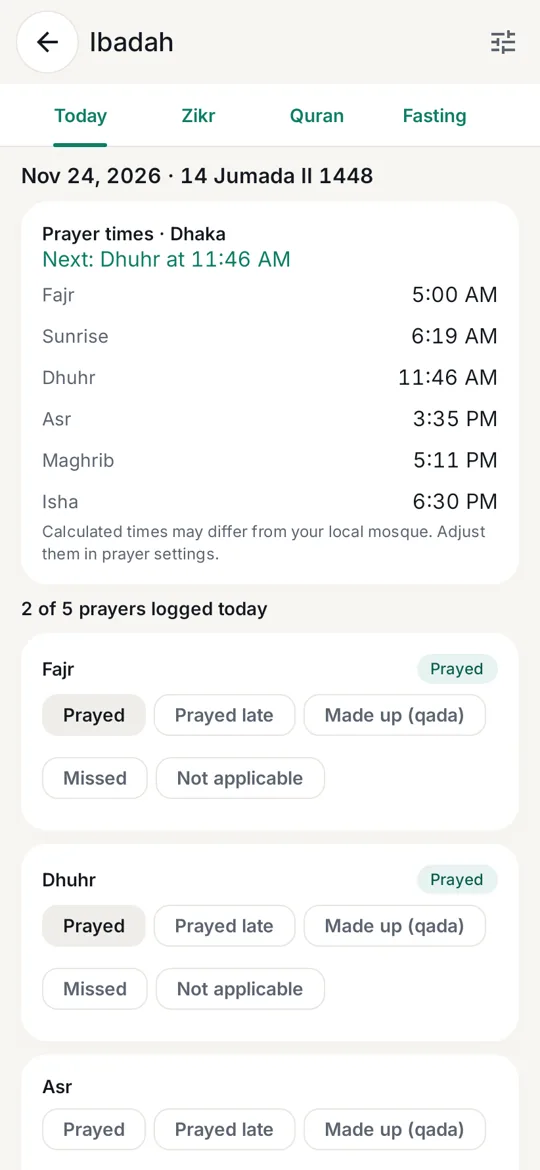 Ibadah
Today Zikr Quran Fasting
Nov 24, 2026 · 14 Jumada II 1448
Prayer times · Dhaka
Next: Dhuhr at 11:46 AM
Fajr 5:00 AM
Sunrise 6:19 AM
Dhuhr 11:46 AM
Asr 3:35 PM
Maghrib 5:11 PM
Isha 6:30 PM
Calculated times may differ from your local mosque. Adjust
them in prayer settings.
2 of 5 prayers logged today
Fajr Prayed
Prayed Prayed late Made up (qada)
Missed Not applicable
Dhuhr Prayed
Prayed Prayed late Made up (qada)
Missed Not applicable
Asr
Prayed Prayed late Made up (qada)